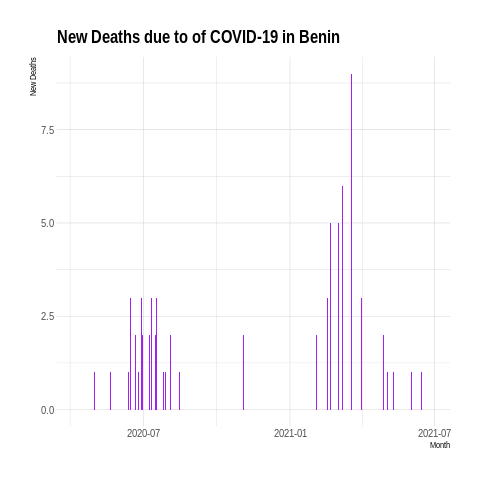 New Deaths due to of COVID-19 in Benin
New Deaths
7.5
5.0
2.5
0.0
2020-07
2021-01
2021-07
Month